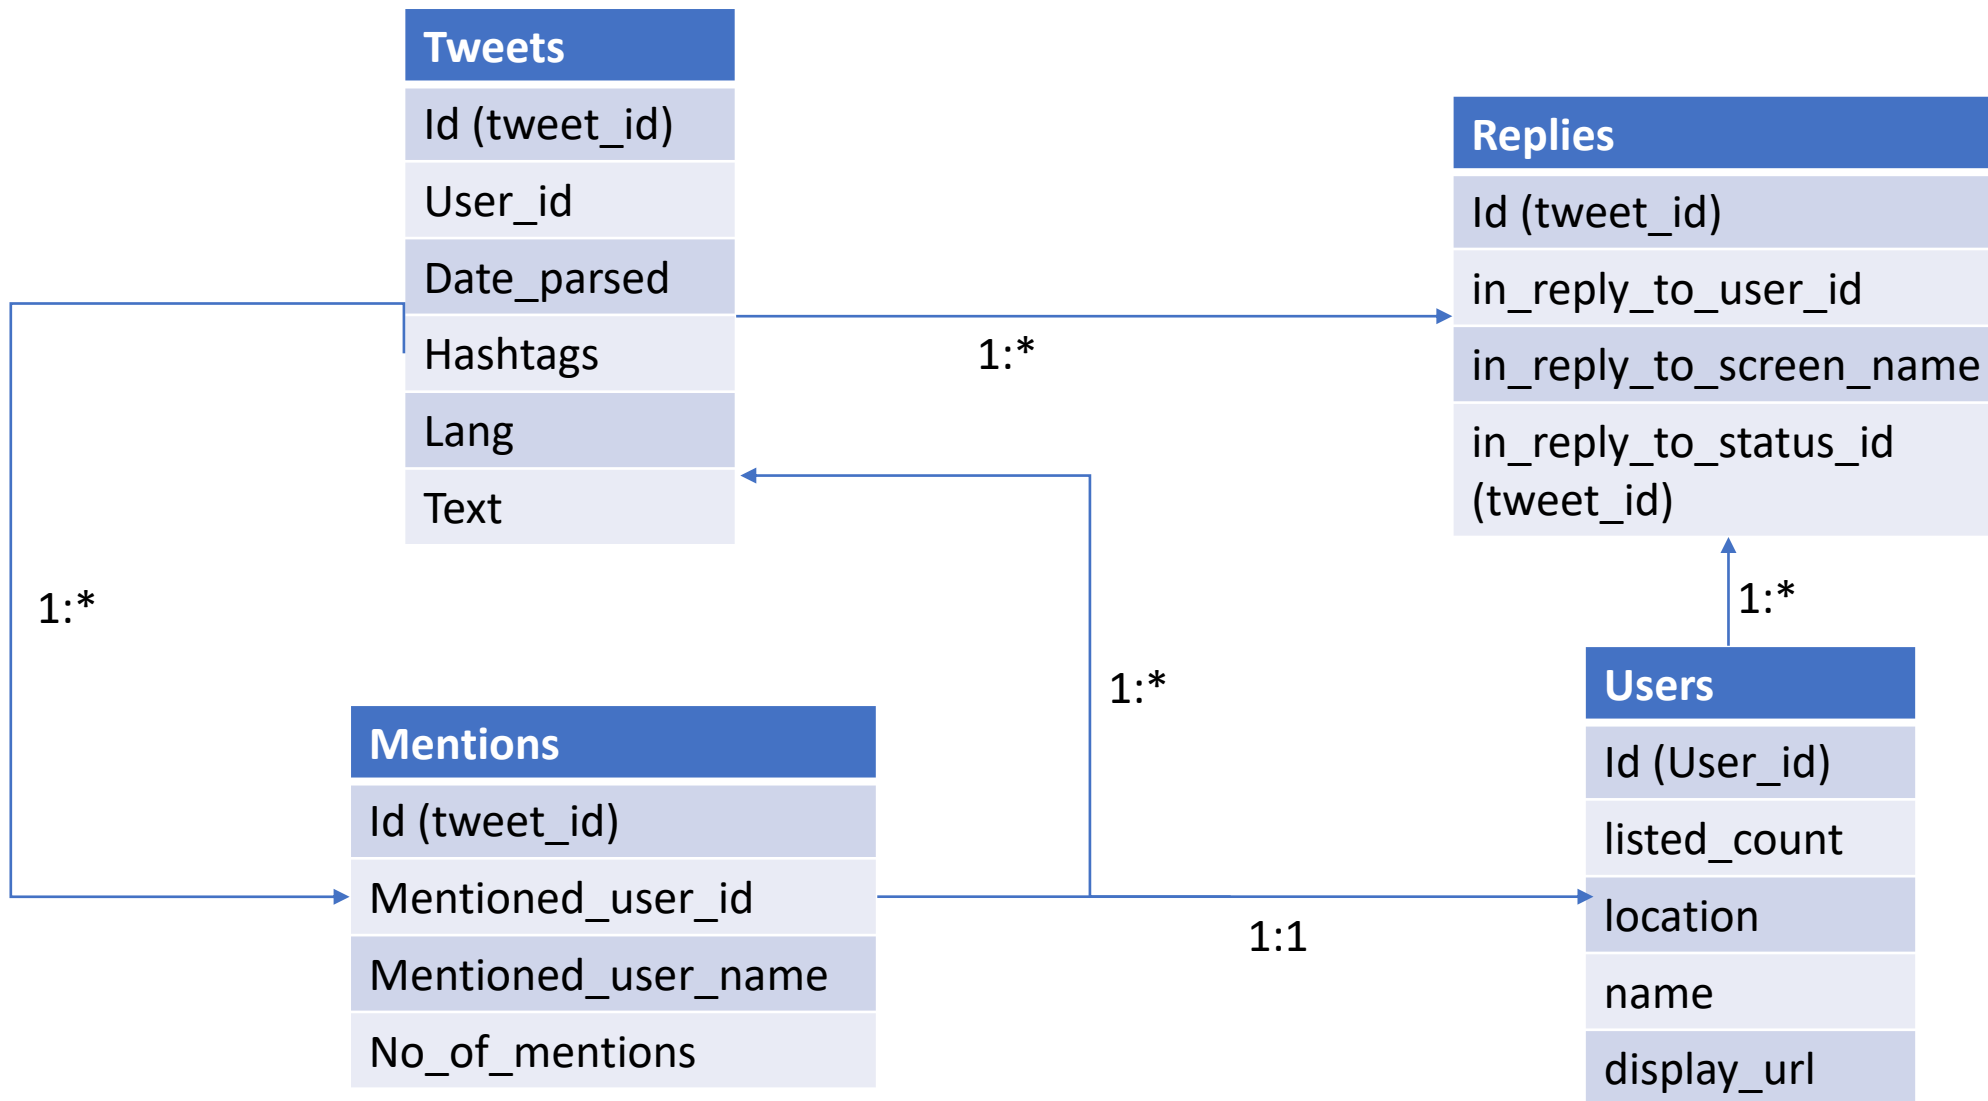 Tweets
Id (tweet_id)
User_id
Date_parsed
Hashtags
Lang
Text
Replies
Id (tweet_id)
in_reply_to_user_id
in_reply_to_screen_name
in_reply_to_status_id
(tweet_id)
1:*
1:*
1:*
1:*
Mentions
Id (tweet_id)
Mentioned_user_id
Mentioned_user_name
No_of_mentions
1:1
Users
Id (User_id)
listed_count
location
name
display_url